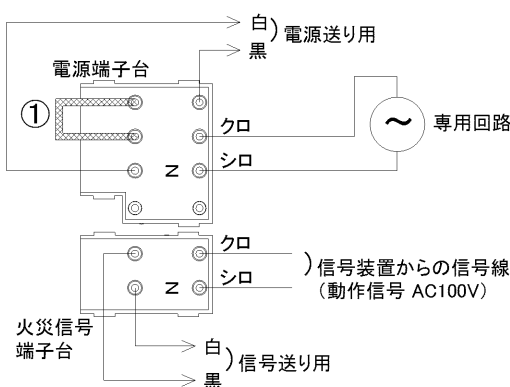 白
電源送り用
黒
電源端子台
①
クロ
～
専用回路
シロ
N
クロ
信号装置からの信号線
シロ
（動作信号 AC100V）
N
火災信号
端子台
白
信号送り用
黒